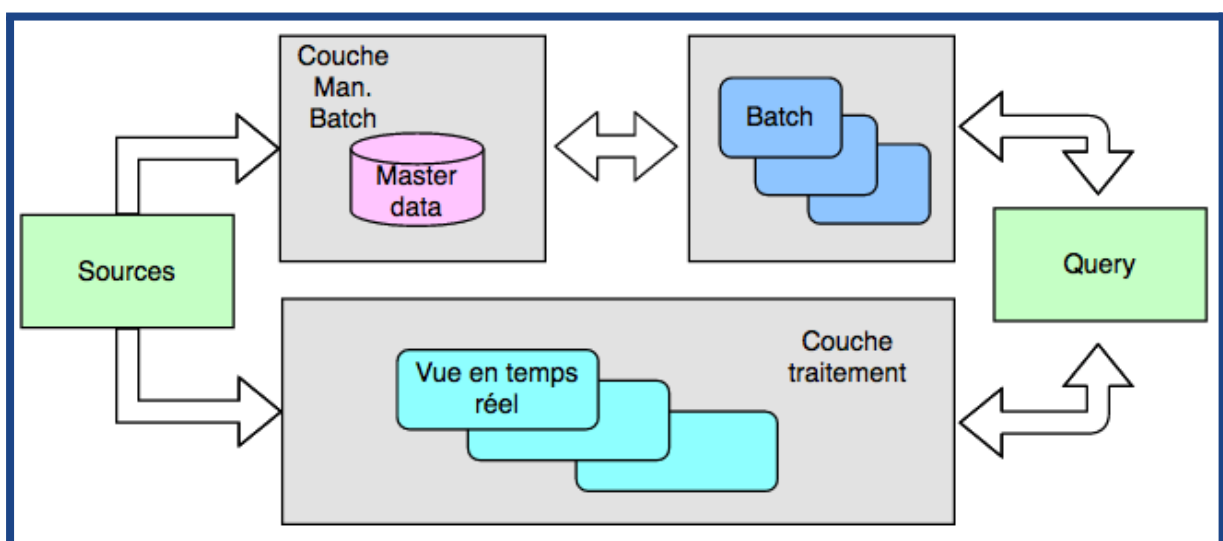 Couche
Man.
Batch
Master
data
Batch
Sources
Query
Vue en temps
réel
Couche
traitement